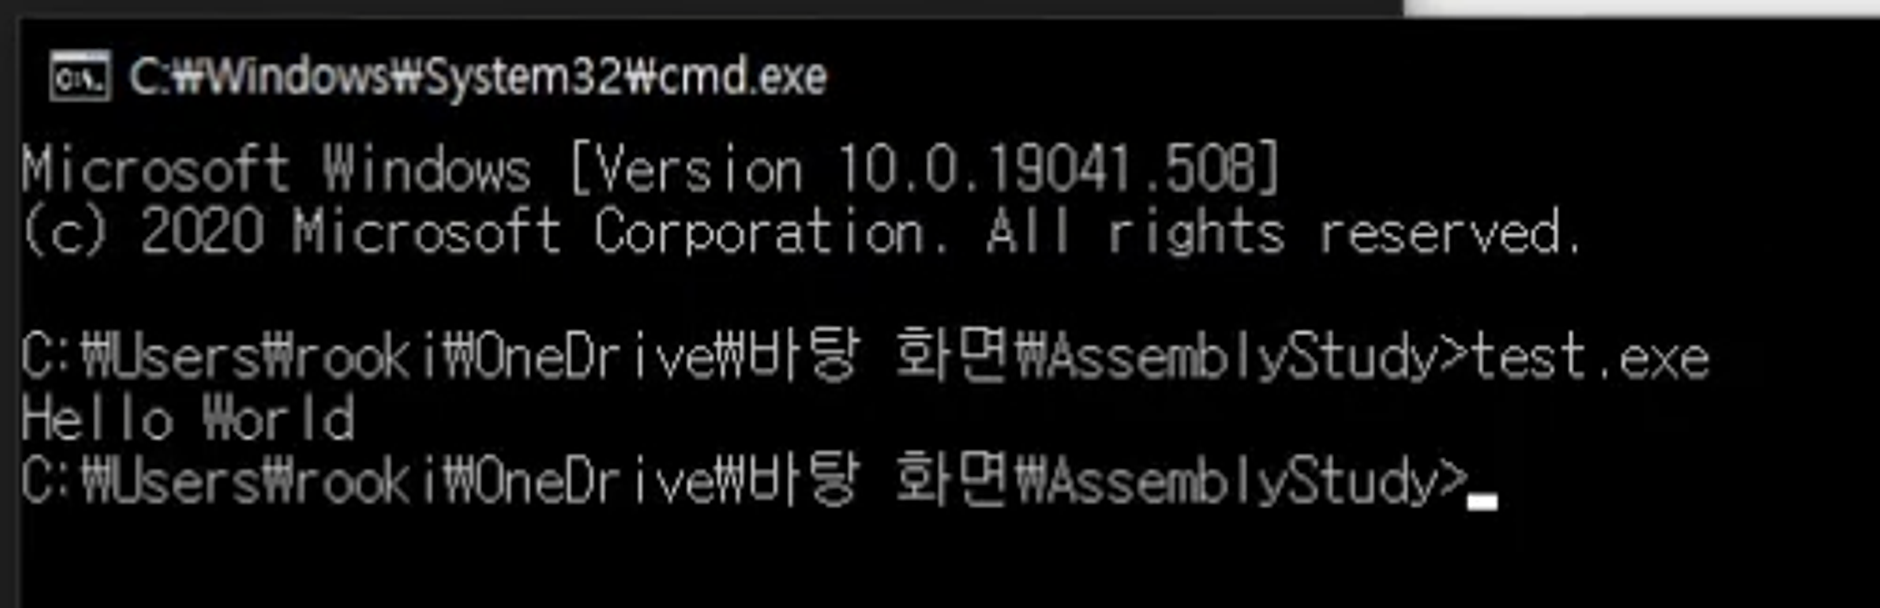 C:₩Windows₩System32₩cmd.exe
Microsoft Windows [Version 10.0.19041.508]
(c) 2020 Microsoft Corporation. All rights reserved.
C:₩Users₩rooki₩OneDrive₩바탕 화면₩AssemblyStudy>test.exe
Hello World
C:₩Users₩rooki₩OneDrive₩바탕 화면₩AssemblyStudy>